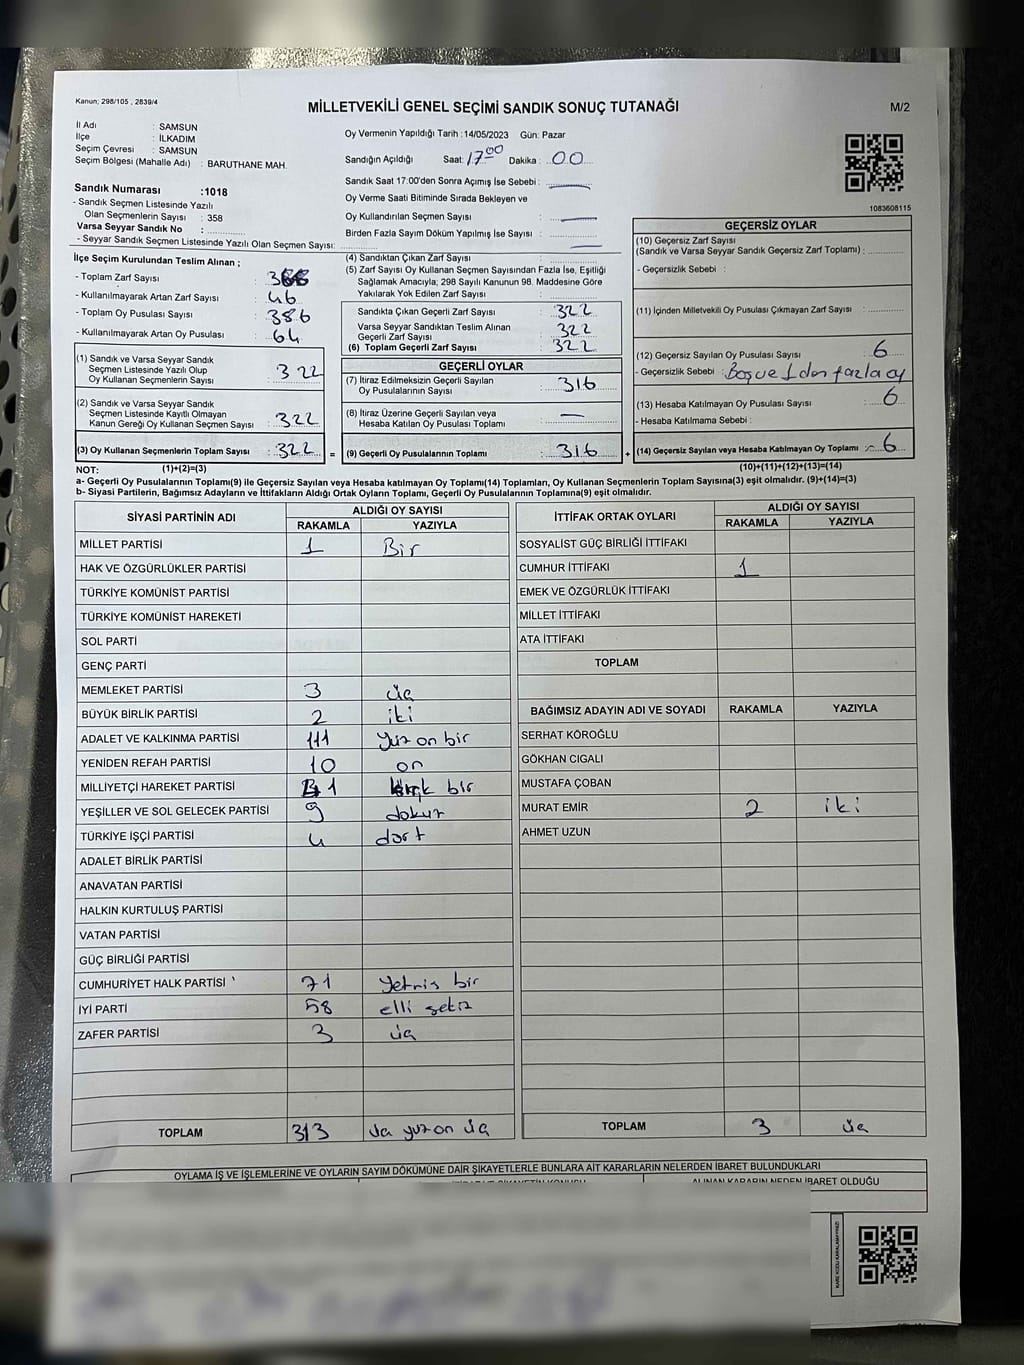 Kanun; 298/105 , 2839/4
MİLLETVEKİLİ GENEL SEÇİMİ SANDIK SONUÇ TUTANAĞI
M/2
İl Adı : SAMSUN
İlçe : İLKADIM
Seçim Çevresi : SAMSUN
Seçim Bölgesi (Mahalle Adı) : BARUTHANE MAH.
Oy Vermenin Yapıldığı Tarih :14/05/2023 Gün: Pazar
Sandığın Açıldığı Saat: 17:00 Dakika : 00
Sandık Saat 17:00'den Sonra Açılmış İse Sebebi : —
Oy Verme Saati Bitiminde Sırada Bekleyen ve
Oy Kullandırılan Seçmen Sayısı : —
Birden Fazla Sayım Döküm Yapılmış İse Sayısı : —
1083608115
Sandık Numarası :1018
- Sandık Seçmen Listesinde Yazılı
Olan Seçmenlerin Sayısı : 358
Varsa Seyyar Sandık No :
- Seyyar Sandık Seçmen Listesinde Yazılı Olan Seçmen Sayısı:
İlçe Seçim Kurulundan Teslim Alınan ;
- Toplam Zarf Sayısı
- Kullanılmayarak Artan Zarf Sayısı : 46
- Toplam Oy Pusulası Sayısı : 386
- Kullanılmayarak Artan Oy Pusulası : 64
(1) Sandık ve Varsa Seyyar Sandık
Seçmen Listesinde Yazılı Olup
Oy Kullanan Seçmenlerin Sayısı : 322
(2) Sandık ve Varsa Seyyar Sandık
Seçmen Listesinde Kayıtlı Olmayan
Kanun Gereği Oy Kullanan Seçmen Sayısı : 322
(3) Oy Kullanan Seçmenlerin Toplam Sayısı : 322 =
(4) Sandıktan Çıkan Zarf Sayısı :
(5) Zarf Sayısı Oy Kullanan Seçmen Sayısından Fazla İse, Eşitliği
Sağlamak Amacıyla; 298 Sayılı Kanunun 98. Maddesine Göre
Yakılarak Yok Edilen Zarf Sayısı :
Sandıkta Çıkan Geçerli Zarf Sayısı : 322
Varsa Seyyar Sandıktan Teslim Alınan
Geçerli Zarf Sayısı : 322
(6) Toplam Geçerli Zarf Sayısı : 322
GEÇERLİ OYLAR
(7) İtiraz Edilmeksizin Geçerli Sayılan
Oy Pusulalarının Sayısı : 316
(8) İtiraz Üzerine Geçerli Sayılan veya
Hesaba Katılan Oy Pusulası Toplamı : —
(9) Geçerli Oy Pusulalarının Toplamı : 316 +
GEÇERSİZ OYLAR
(10) Geçersiz Zarf Sayısı
(Sandık ve Varsa Seyyar Sandık Geçersiz Zarf Toplamı) :
- Geçersizlik Sebebi :
(11) İçinden Milletvekili Oy Pusulası Çıkmayan Zarf Sayısı :
(12) Geçersiz Sayılan Oy Pusulası Sayısı : 6
- Geçersizlik Sebebi : Boş ve 1 den fazla oy
(13) Hesaba Katılmayan Oy Pusulası Sayısı : 6
- Hesaba Katılmama Sebebi :
(14) Geçersiz Sayılan veya Hesaba Katılmayan Oy Toplamı : 6
NOT: (1)+(2)=(3) (10)+(11)+(12)+(13)=(14)
a- Geçerli Oy Pusulalarının Toplamı(9) ile Geçersiz Sayılan veya Hesaba katılmayan Oy Toplamı(14) Toplamları, Oy Kullanan Seçmenlerin Toplam Sayısına(3) eşit olmalıdır. (9)+(14)=(3)
b- Siyasi Partilerin, Bağımsız Adayların ve İttifakların Aldığı Ortak Oyların Toplamı, Geçerli Oy Pusulalarının Toplamına(9) eşit olmalıdır.
SİYASİ PARTİNİN ADI
ALDIĞI OY SAYISI
RAKAMLA YAZIYLA
MİLLET PARTİSİ 1 Bir
HAK VE ÖZGÜRLÜKLER PARTİSİ
TÜRKİYE KOMÜNİST PARTİSİ
TÜRKİYE KOMÜNİST HAREKETİ
SOL PARTİ
GENÇ PARTİ
MEMLEKET PARTİSİ 3 üç
BÜYÜK BİRLİK PARTİSİ 2 iki
ADALET VE KALKINMA PARTİSİ 111 Yüz on bir
YENİDEN REFAH PARTİSİ 10 on
MİLLİYETÇİ HAREKET PARTİSİ kırk bir
YEŞİLLER VE SOL GELECEK PARTİSİ 9 dokuz
TÜRKİYE İŞÇİ PARTİSİ 4 dört
ADALET BİRLİK PARTİSİ
ANAVATAN PARTİSİ
HALKIN KURTULUŞ PARTİSİ
VATAN PARTİSİ
GÜÇ BİRLİĞİ PARTİSİ
CUMHURİYET HALK PARTİSİ 71 Yetmiş bir
İYİ PARTİ 58 elli sekiz
ZAFER PARTİSİ 3 üç
TOPLAM 313 üç yüz on üç
İTTİFAK ORTAK OYLARI
ALDIĞI OY SAYISI
RAKAMLA YAZIYLA
SOSYALİST GÜÇ BİRLİĞİ İTTİFAKI
CUMHUR İTTİFAKI 1
EMEK VE ÖZGÜRLÜK İTTİFAKI
MİLLET İTTİFAKI
ATA İTTİFAKI
TOPLAM
BAĞIMSIZ ADAYIN ADI VE SOYADI RAKAMLA YAZIYLA
SERHAT KÖROĞLU
GÖKHAN CIGALI
MUSTAFA ÇOBAN
MURAT EMİR 2 iki
AHMET UZUN
TOPLAM 3 üç
OYLAMA İŞ VE İŞLEMLERİNE VE OYLARIN SAYIM DÖKÜMÜNE DAİR ŞİKAYETLERLE BUNLARA AİT KARARLARIN NELERDEN İBARET BULUNDUKLARI
ALINAN KARARIN NEDEN İBARET OLDUĞU